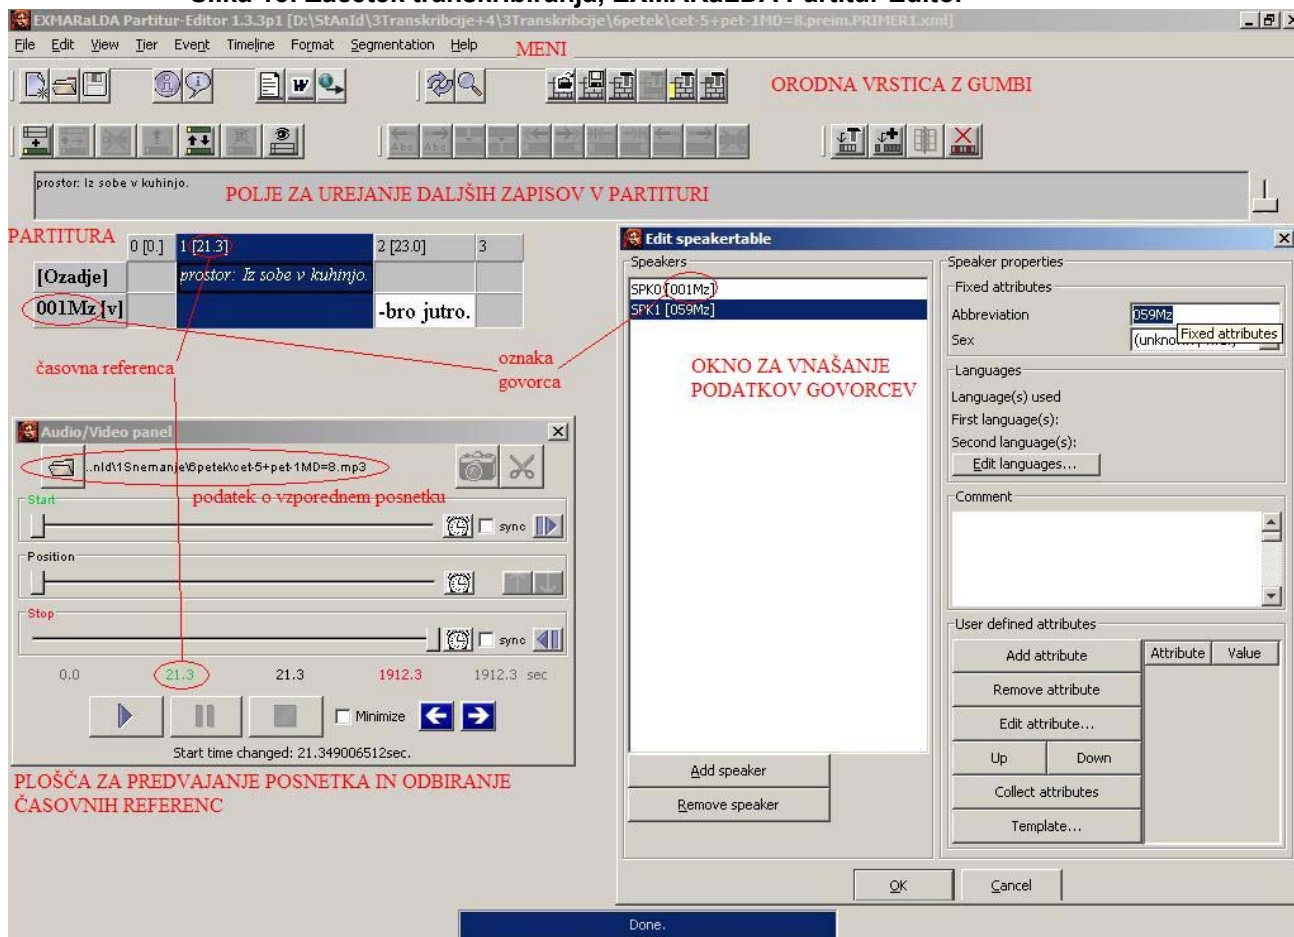 Slika 10: Začetek transkribiranja, EXMARaLDA Partitur-Editor
EXMARaLDA Partitur-Editor 1.3.3p1 [D:\StAnId\3Transkribcije+4\3Transkribcije\6petek\cet-5+pet-1MD=8.preim.PRIMER1.xml]
File Edit View Tier Event Timeline Format Segmentation Help
MENI
ORODNA VRSTICA Z GUMBI
prostor: Iz sobe v kuhinjo.
POLJE ZA UREJANJE DALJŠIH ZAPISOV V PARTITURI
PARTITURA
0 [0.] 1 [21.3] 2 [23.0] 3
[Ozadje] prostor: Iz sobe v kuhinjo.
001Mz [v] -bro jutro.
časovna referenca
oznaka
govorca
Audio/Video panel
..nId\1Snemanje\6petek\cet-5+pet-1MD=8.mp3
podatek o vzporednem posnetku
Start
sync
Position
Stop
sync
0.0 21.3 21.3 1912.3 1912.3 sec
Minimize
Start time changed: 21.349006512sec.
PLOŠČA ZA PREDVAJANJE POSNETKA IN ODBIRANJE
ČASOVNIH REFERENC
Edit speakertable
Speakers
SPK0 [001Mz]
SPK1 [059Mz]
OKNO ZA VNAŠANJE
PODATKOV GOVORCEV
Add speaker
Remove speaker
Speaker properties
Fixed attributes
Abbreviation 059Mz
Sex
Fixed attributes
Languages
Language(s) used
First language(s):
Second language(s):
Edit languages...
Comment
User defined attributes
Add attribute
Remove attribute
Edit attribute...
Up Down
Collect attributes
Template...
Attribute Value
OK Cancel
Done.